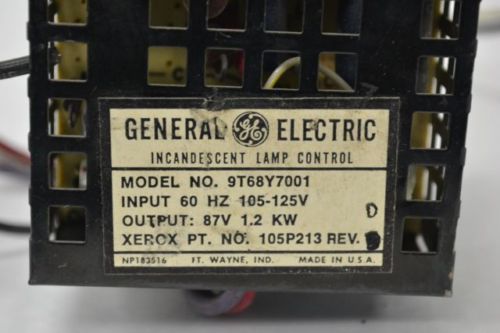 GENERAL GE ELECTRIC
INCANDESCENT LAMP CONTROL
MODEL NO. 9T68Y7001
INPUT 60 HZ 105-125V
OUTPUT: 87V 1.2 KW D
XEROX PT. NO. 105P213 REV.
NP183516 FT. WAYNE, IND. MADE IN U.S.A.